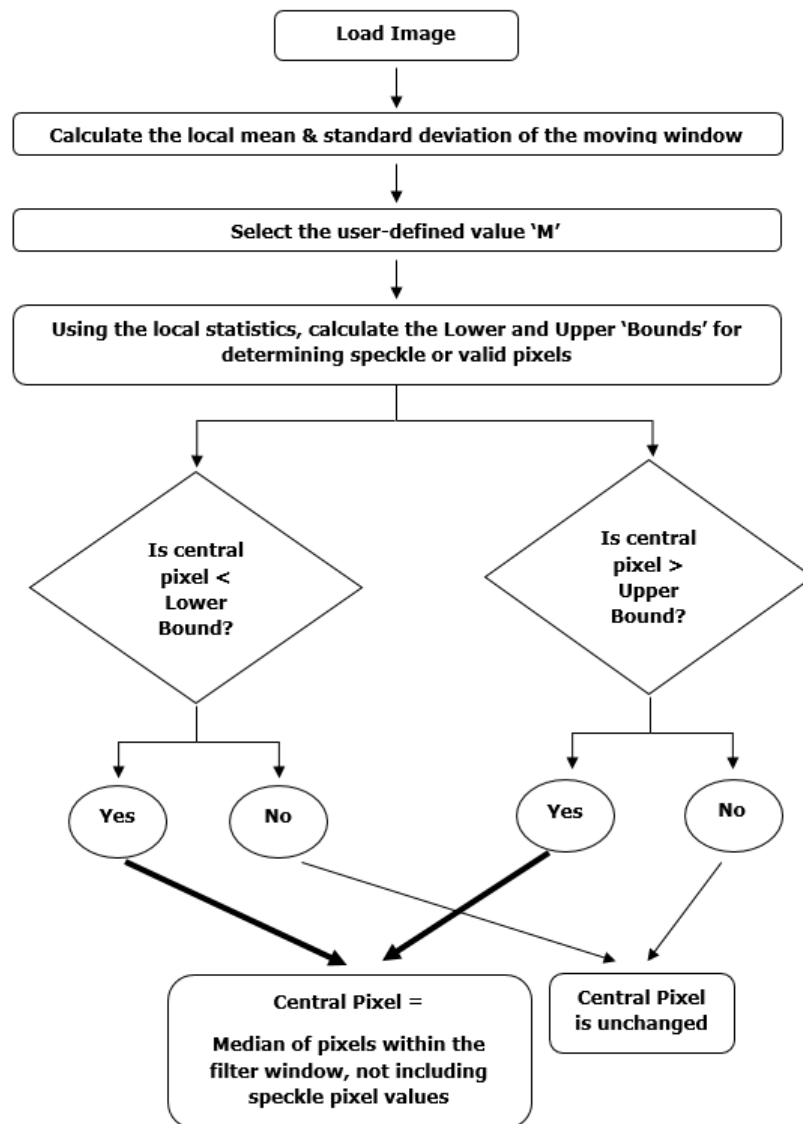 Load Image
Calculate the local mean & standard deviation of the moving window
Select the user-defined value ‘M’
Using the local statistics, calculate the Lower and Upper ‘Bounds’ for
determining speckle or valid pixels
Is central
pixel <
Lower
Bound?
Is central
pixel >
Upper
Bound?
Yes
No
Yes
No
Central Pixel =
Median of pixels within the
filter window, not including
speckle pixel values
Central Pixel
is unchanged